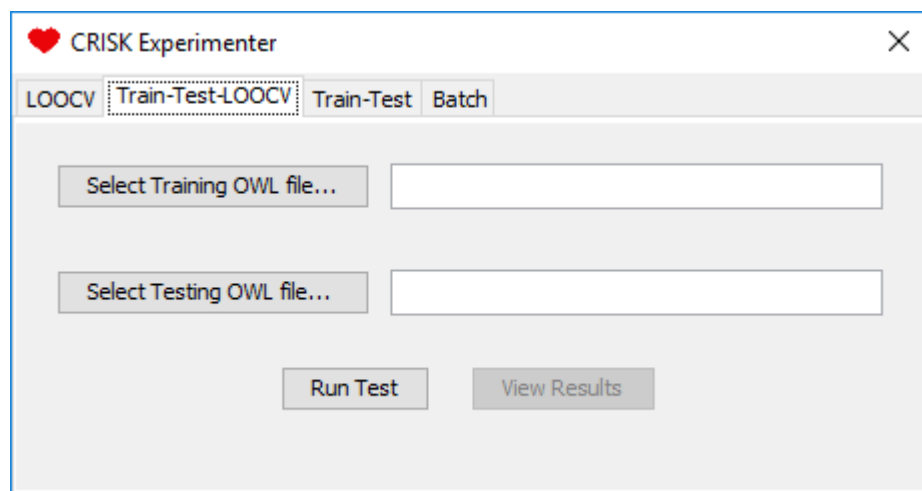 CRISK Experimenter
LOOCV Train-Test-LOOCV Train-Test Batch
Select Training OWL file...
Select Testing OWL file...
Run Test View Results